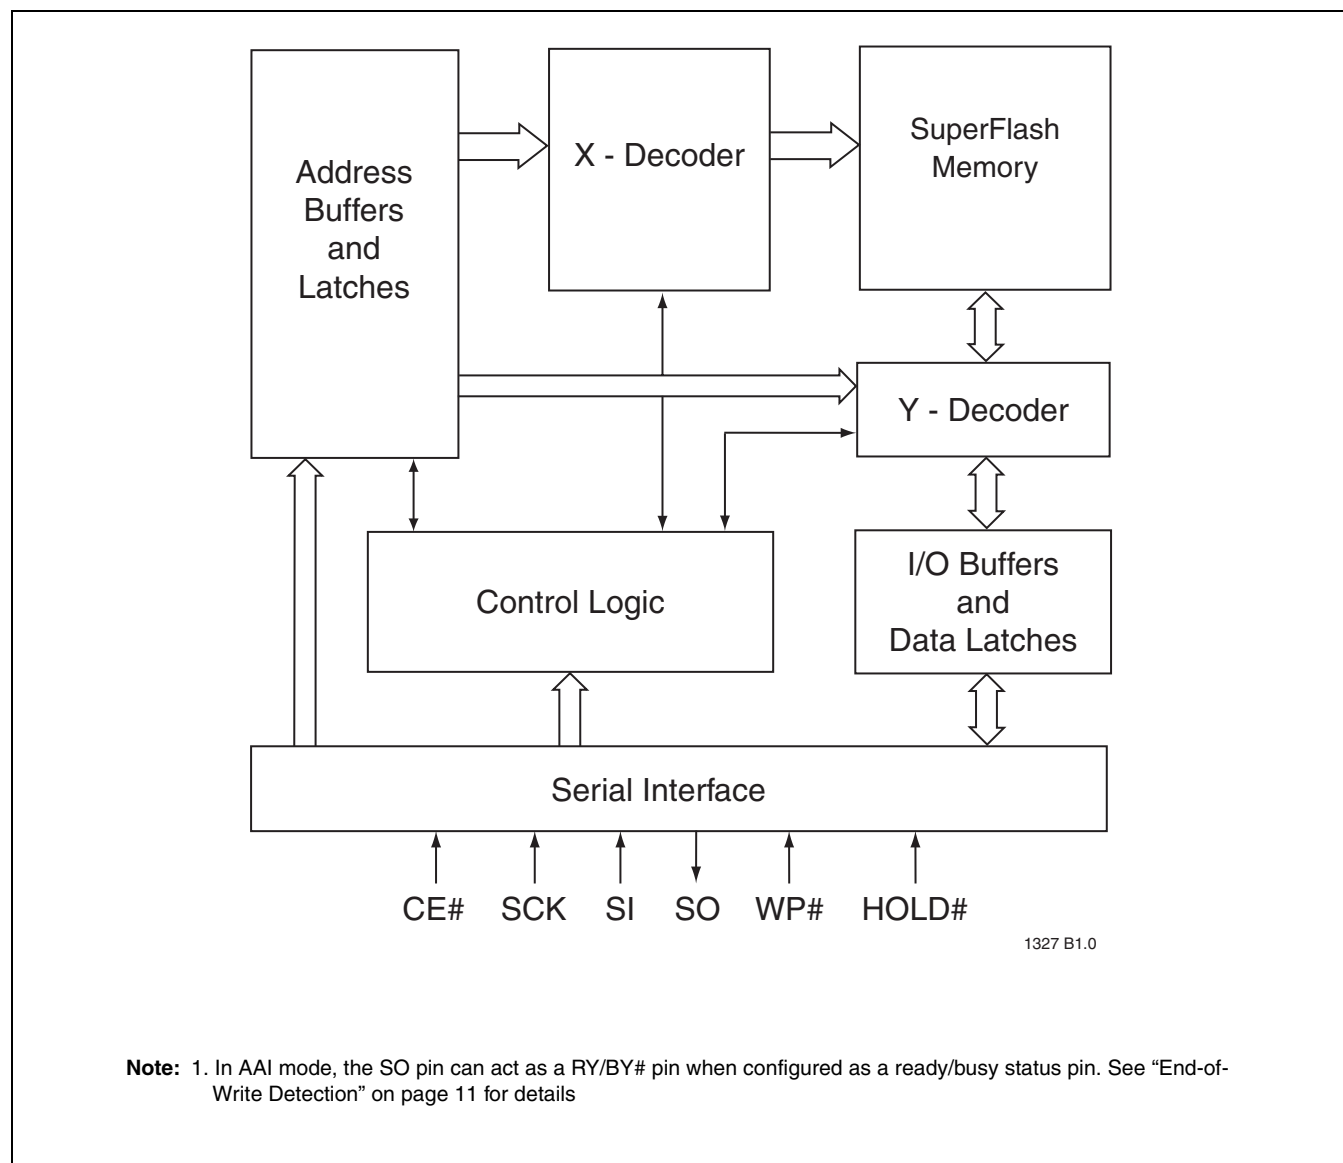 Address
Buffers
and
Latches
X - Decoder
SuperFlash
Memory
Y - Decoder
Control Logic
I/O Buffers
and
Data Latches
Serial Interface
CE# SCK SI SO WP# HOLD#
1327 B1.0
Note: 1. In AAI mode, the SO pin can act as a RY/BY# pin when configured as a ready/busy status pin. See “End-of-
Write Detection” on page 11 for details